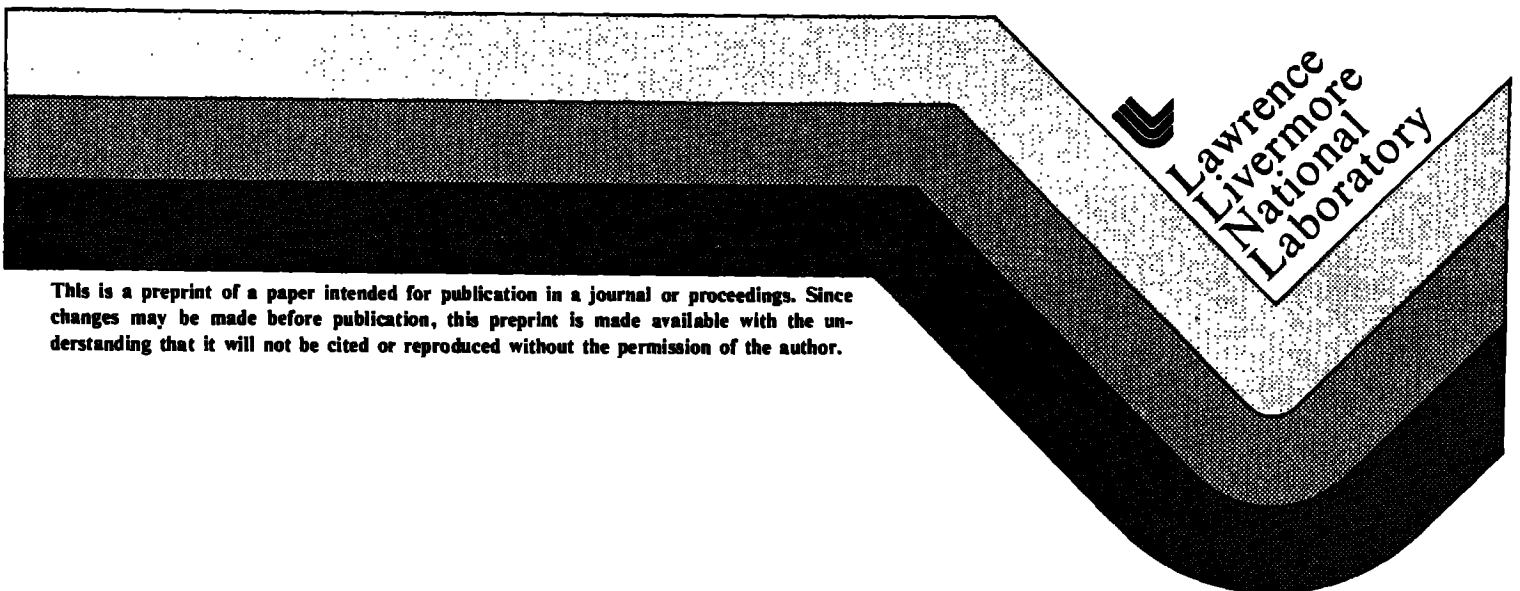 Lawrence
Livermore
National
Laboratory
This is a preprint of a paper intended for publication in a journal or proceedings. Since
changes may be made before publication, this preprint is made available with the un-
derstanding that it will not be cited or reproduced without the permission of the author.